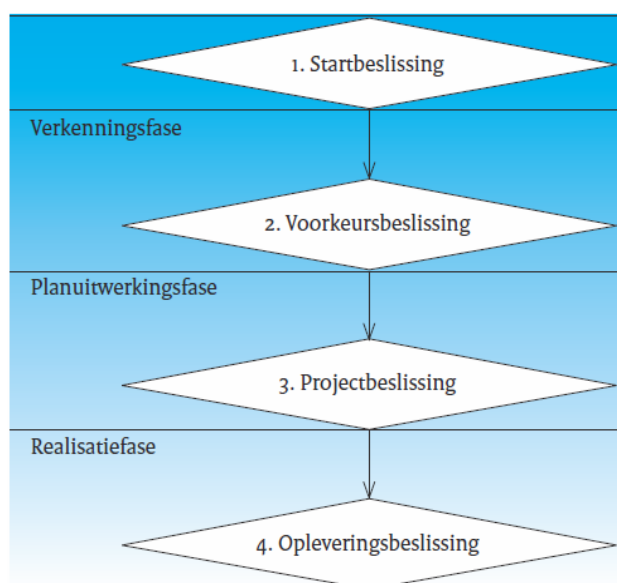 1. Startbeslissing
Verkenningsfase
2. Voorkeursbeslissing
Planuitwerkingsfase
3. Projectbeslissing
Realisatiefase
4. Opleveringsbeslissing